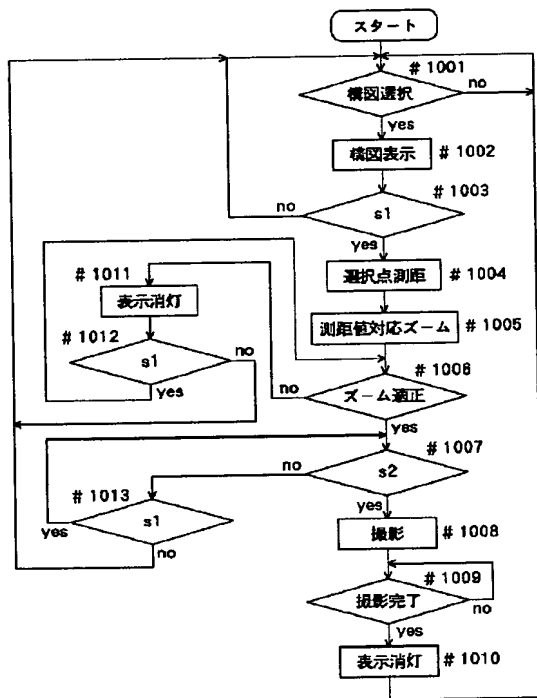 スタート
# 1001
構図選択
no
yes
構図表示
# 1002
# 1003
no
s1
yes
# 1011
選択点測距
# 1004
表示消灯
測距値対応ズーム
# 1005
# 1012
s1
no
# 1006
yes
no
ズーム適正
yes
# 1007
no
s2
# 1013
yes
s1
yes
撮影
# 1008
no
# 1009
撮影完了
no
yes
表示消灯
# 1010